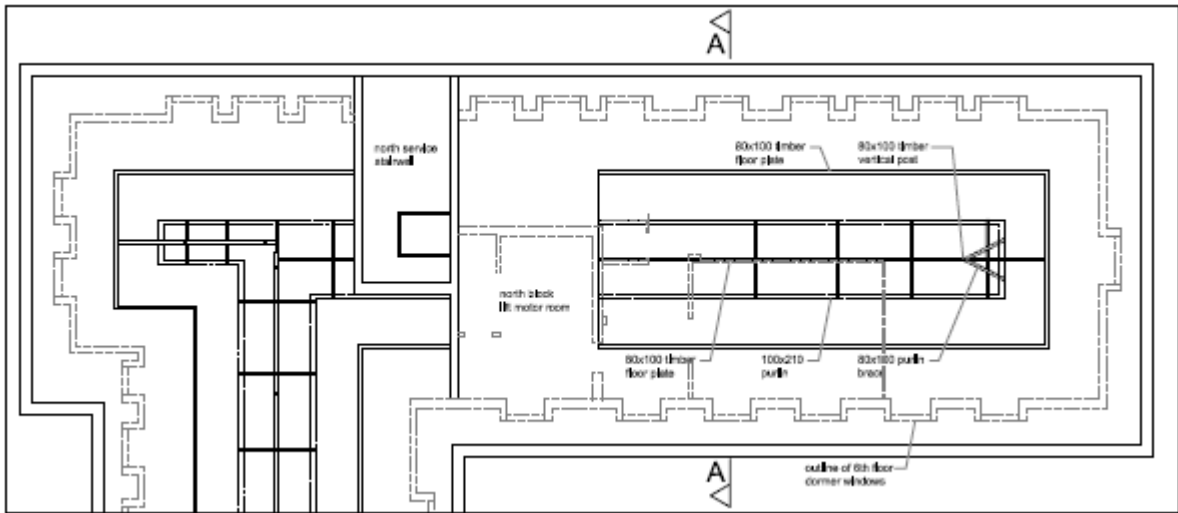 A
north service
stairwell
80x100 timber
floor plate
80x100 timber
vertical post
north block
lift motor room
80x100 timber
floor plate
100x210
purlin
80x100 purlin
brace
A
outline of 6th floor
dormer windows